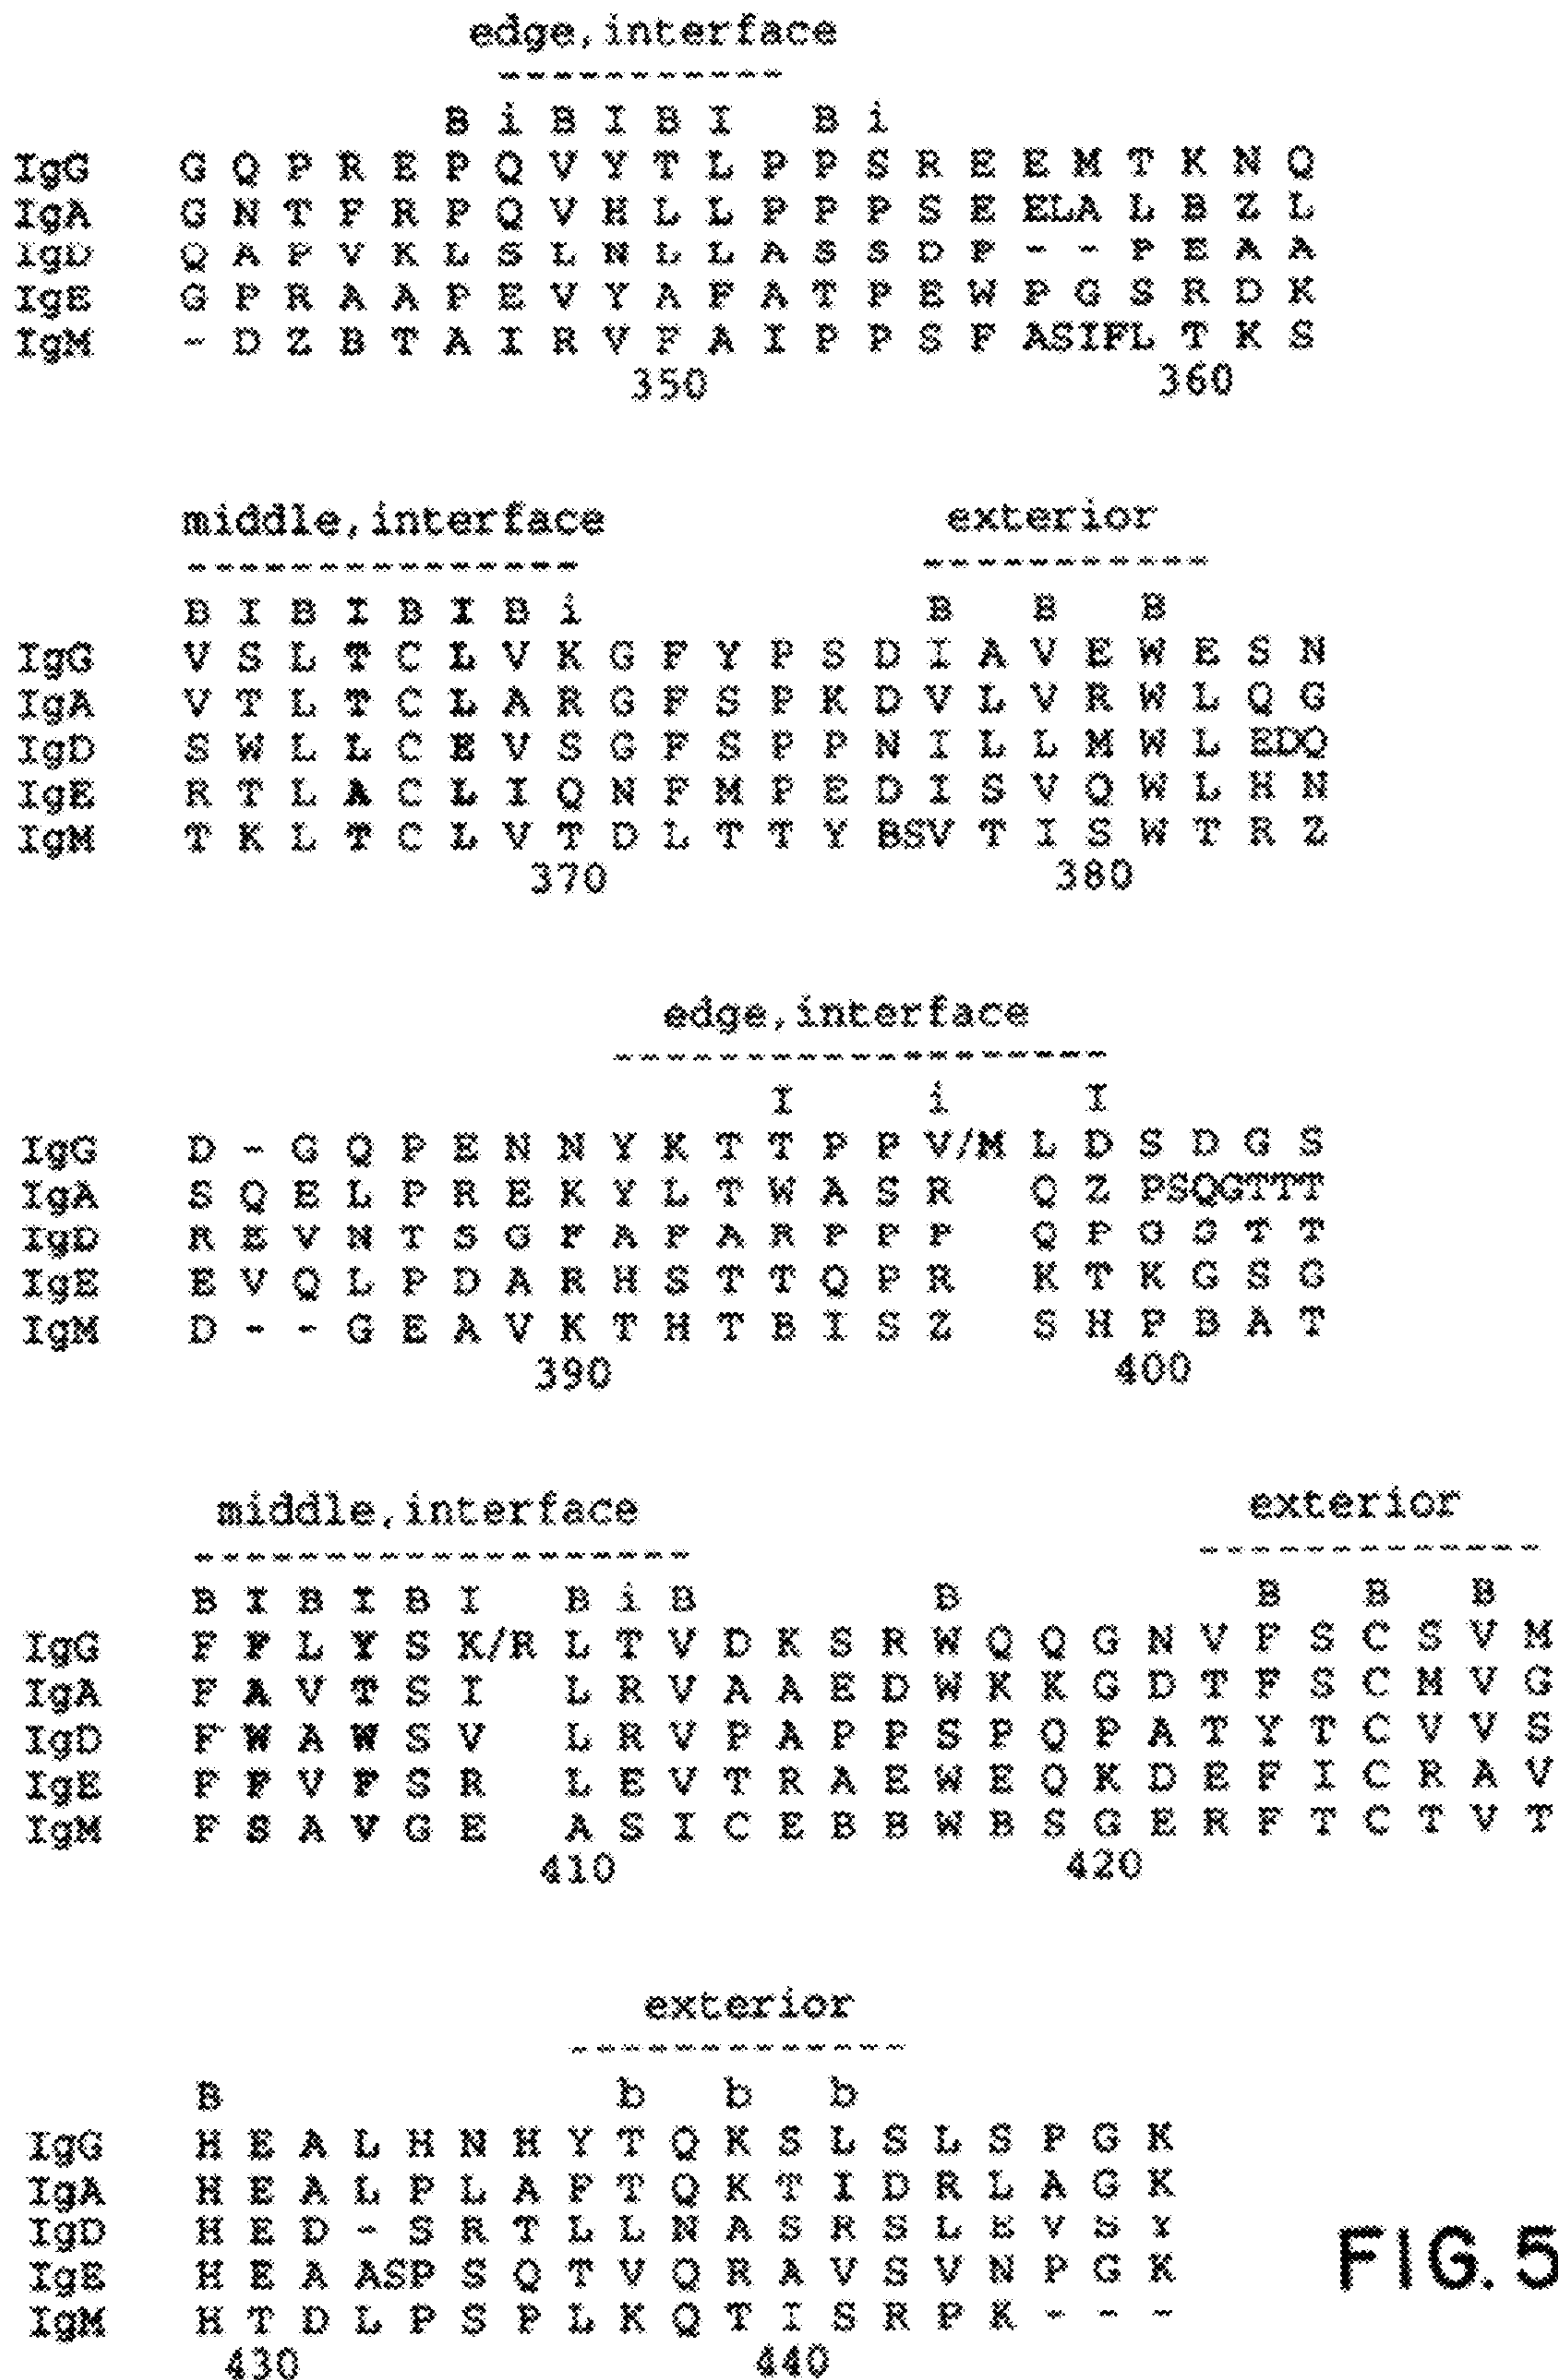 edge,interface
-----------
B i B I B I B i
IgG G Q P R E P Q V Y T L P P S R E E M T K N Q
IgA G N T F R P Q V H L L P P P S E ELA L B Z L
IgD Q A P V K L S L N L L A S S D P - - P E A A
IgE G P R A A P E V Y A F A T P E W P G S R D K
IgM - D Z B T A I R V F A I P P S F ASIFL T K S
350 360
middle,interface exterior
--------------- -----------
B I B I B I B i B B B
IgG V S L T C L V K G F Y P S D I A V E W E S N
IgA V T L T C L A R G F S P K D V L V R W L Q G
IgD S W L L C E V S G F S P P N I L L M W L EDQ
IgE R T L A C L I Q N F M P E D I S V Q W L H N
IgM T K L T C L V T D L T T Y BSV T I S W T R Z
370 380
edge,interface
-------------------
I i I
IgG D - G Q P E N N Y K T T P P V/M L D S D G S
IgA S Q E L P R E K Y L T W A S R Q Z PSQGTTT
IgD R E V N T S G F A P A R P P P Q P G G T T
IgE E V Q L P D A R H S T T Q P R K T K G S G
IgM D - - G E A V K T H T B I S Z S H P B A T
390 400
middle,interface exterior
------------------- -------------
B I B I B I B i B B B B B
IgG F F L Y S K/R L T V D K S R W Q Q G N V F S C S V M
IgA F A V T S I L R V A A E D W K K G D T F S C M V G
IgD F W A W S V L R V P A P P S P Q P A T Y T C V V S
IgE F F V F S R L E V T R A E W E Q K D E F I C R A V
IgM F S A V G E A S I C E B B W B S G E R F T C T V T
410 420
exterior
-------------
B b b b
IgG H E A L H N H Y T Q K S L S L S P G K
IgA H E A L P L A F T Q K T I D R L A G K
IgD H E D - S R T L L N A S R S L E V S Y
IgE H E A ASP S Q T V Q R A V S V N P G K
IgM H T D L P S P L K Q T I S R P K - - -
430 440
FIG. 5